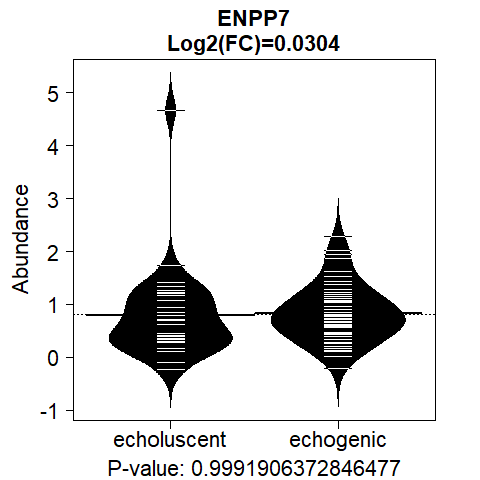 ENPP7
Log2(FC)=0.0304
Abundance
5
4
3
2
1
0
-1
echoluscent echogenic
P-value: 0.9991906372846477